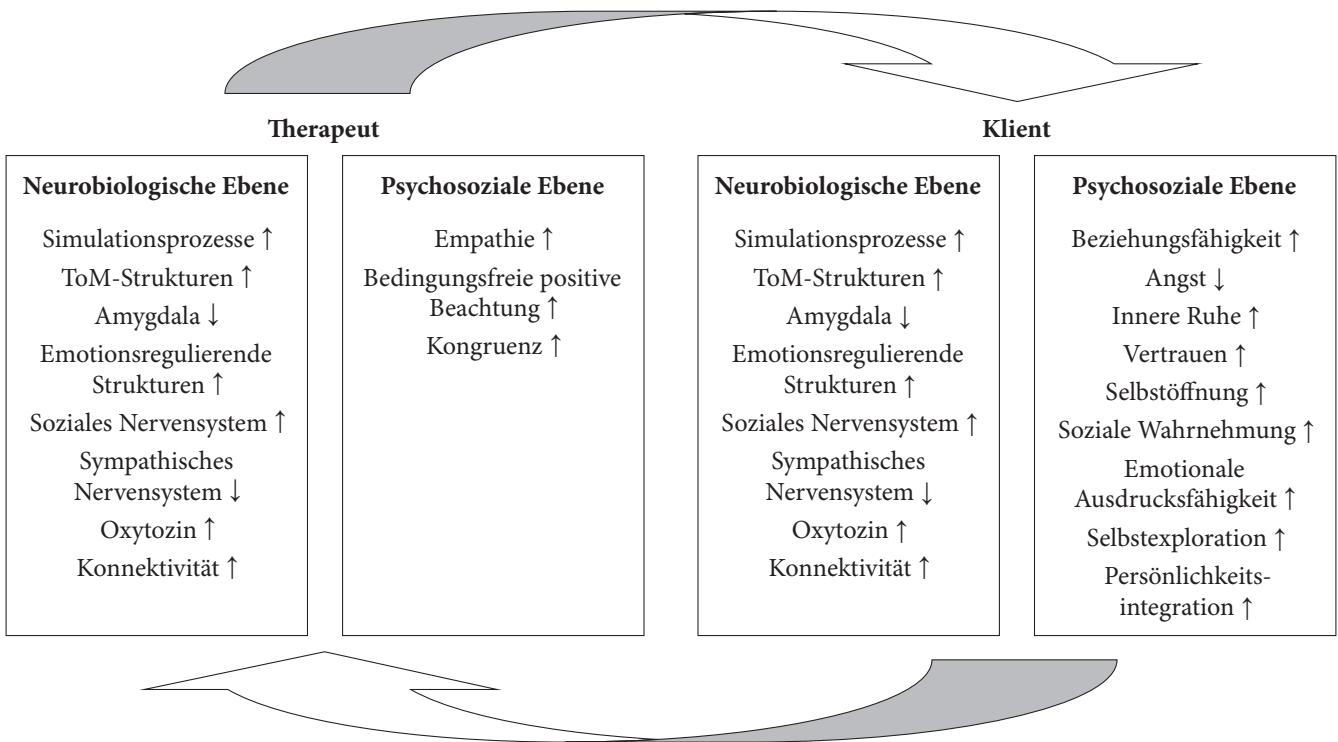 Therapeut
Neurobiologische Ebene
Simulationsprozesse ↑
ToM-Strukturen ↑
Amygdala ↓
Emotionsregulierende
Strukturen ↑
Soziales Nervensystem ↑
Sympathisches
Nervensystem ↓
Oxytozin ↑
Konnektivität ↑
Psychosoziale Ebene
Empathie ↑
Bedingungsfreie positive
Beachtung ↑
Kongruenz ↑
Klient
Neurobiologische Ebene
Simulationsprozesse ↑
ToM-Strukturen ↑
Amygdala ↓
Emotionsregulierende
Strukturen ↑
Soziales Nervensystem ↑
Sympathisches
Nervensystem ↓
Oxytozin ↑
Konnektivität ↑
Psychosoziale Ebene
Beziehungsfähigkeit ↑
Angst ↓
Innere Ruhe ↑
Vertrauen ↑
Selbstöffnung ↑
Soziale Wahrnehmung ↑
Emotionale
Ausdrucksfähigkeit ↑
Selbstexploration ↑
Persönlichkeits-
integration ↑